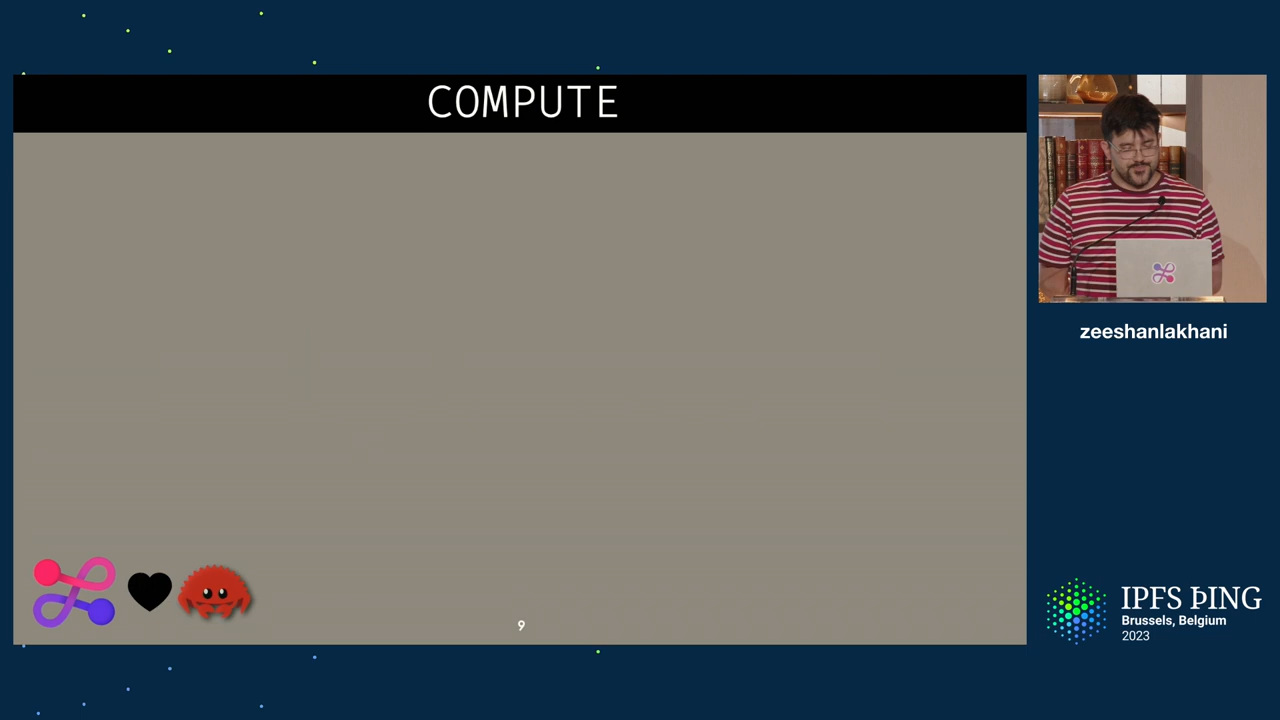 COMPUTE
zeeshanlakhani
9
IPFS ÞING
Brussels, Belgium
2023